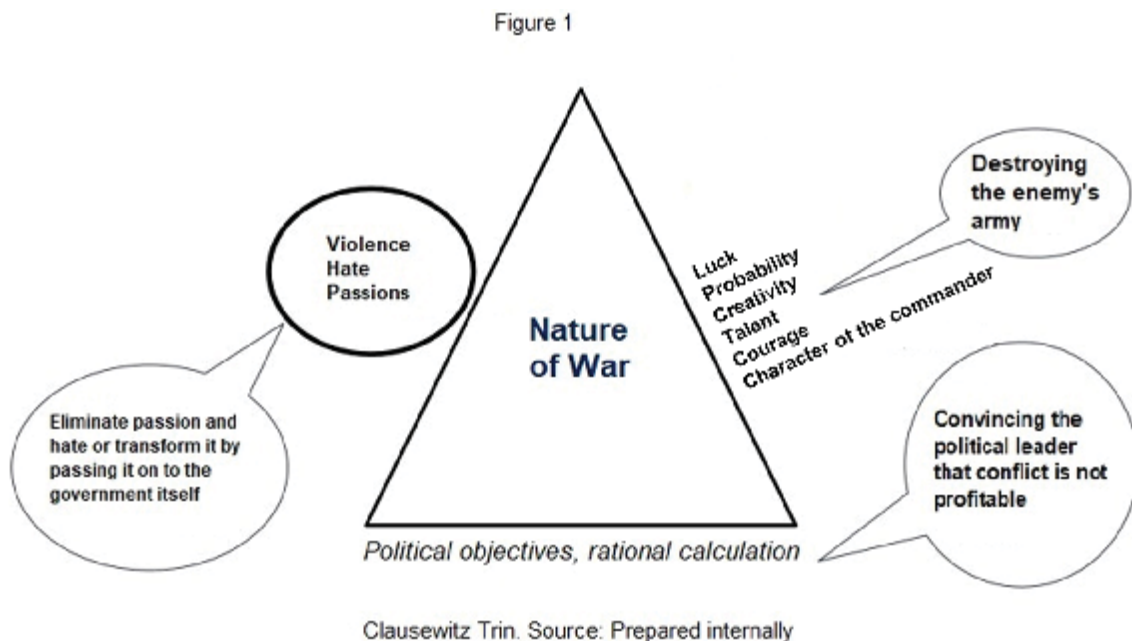 Figure 1
Violence
Hate
Passions
Nature
of War
Luck
Probability
Creativity
Talent
Courage
Character of the commander
Destroying
the enemy's
army
Eliminate passion and
hate or transform it by
passing it on to the
government itself
Convincing the
political leader
that conflict is not
profitable
Political objectives, rational calculation
Clausewitz Trin. Source: Prepared internally